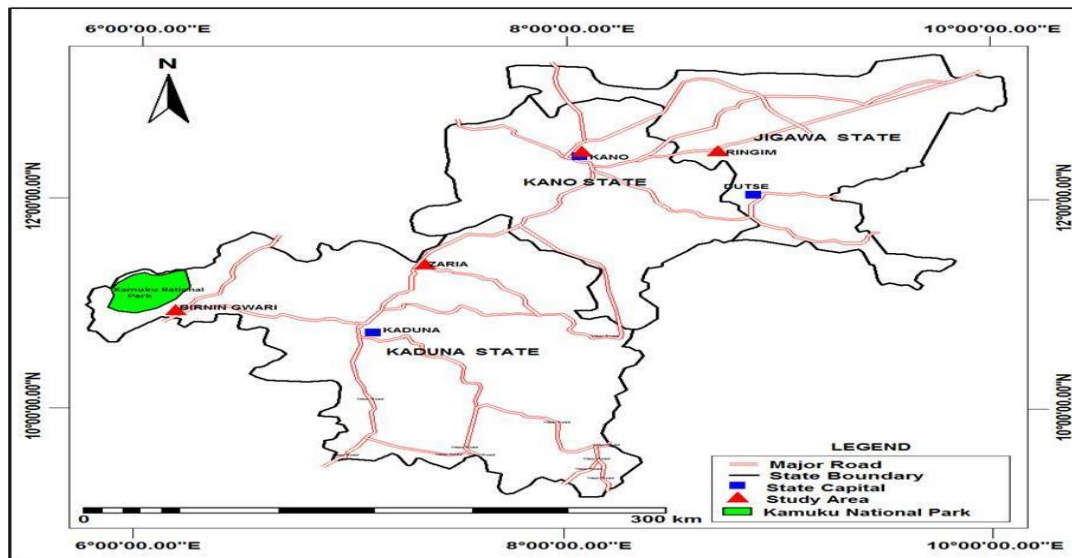 6°00'00.00"E 8°00'00.00"E 10°00'00.00"E
N
JIGAWA STATE
KANO
RINGIM
KANO STATE
DUTSE
12°00'00.00"N
12°00'00.00"N
ZARIA
Kamuku National
Park
BIRNIN GWARI
KADUNA
KADUNA STATE
10°00'00.00"N
10°00'00.00"N
LEGEND
Major Road
State Boundary
State Capital
Study Area
Kamuku National Park
0 300 km
6°00'00.00"E 8°00'00.00"E 10°00'00.00"E